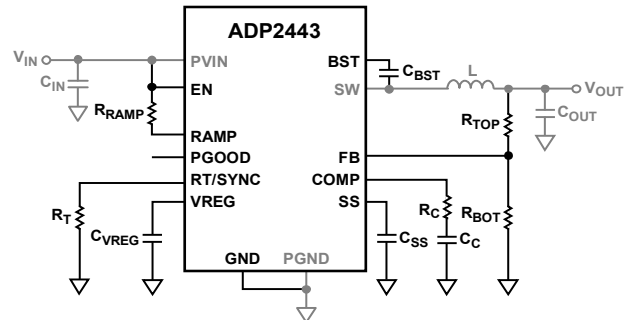 ADP2443
VIN
PVIN
BST
CBST
CIN
EN
SW
L
VOUT
RRAMP
RTOP
COUT
RAMP
PGOOD
FB
RT/SYNC
COMP
RT
VREG
SS
RC
RBOT
CVREG
CSS
CC
GND
PGND